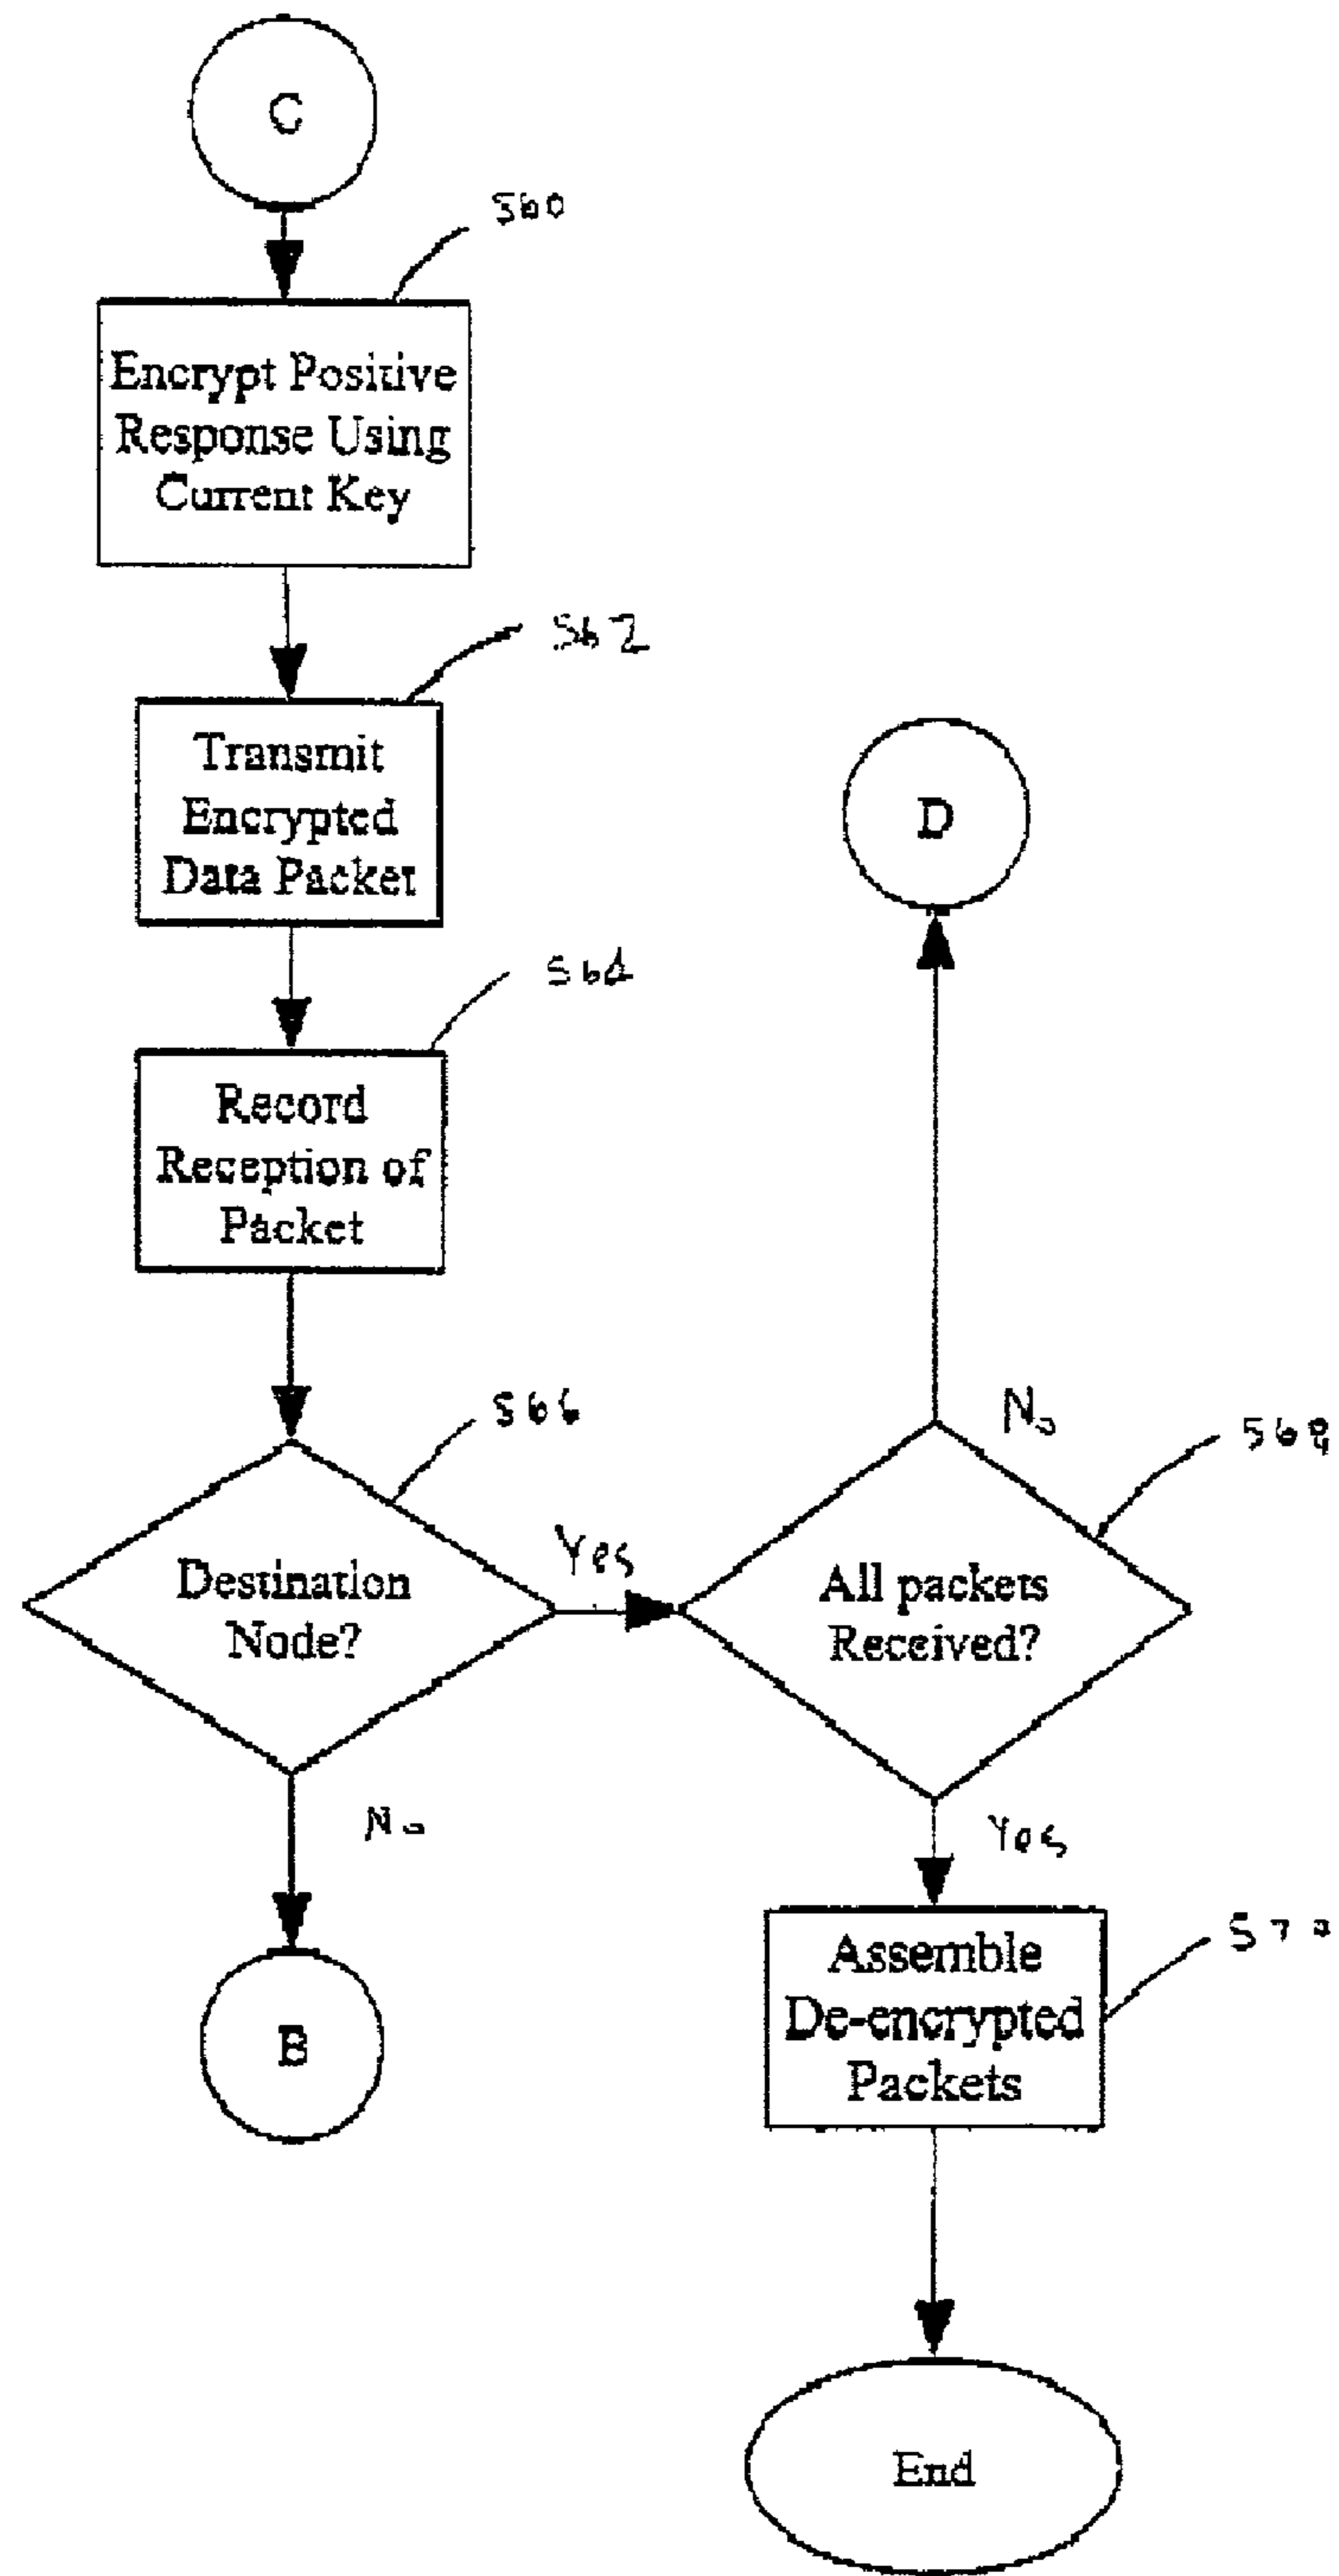 C
560
Encrypt Positive
Response Using
Current Key
562
Transmit
Encrypted
Data Packet
D
564
Record
Reception of
Packet
566
No
568
Yes
Destination
Node?
All packets
Received?
No
Yes
Assemble
De-encrypted
Packets
B
End